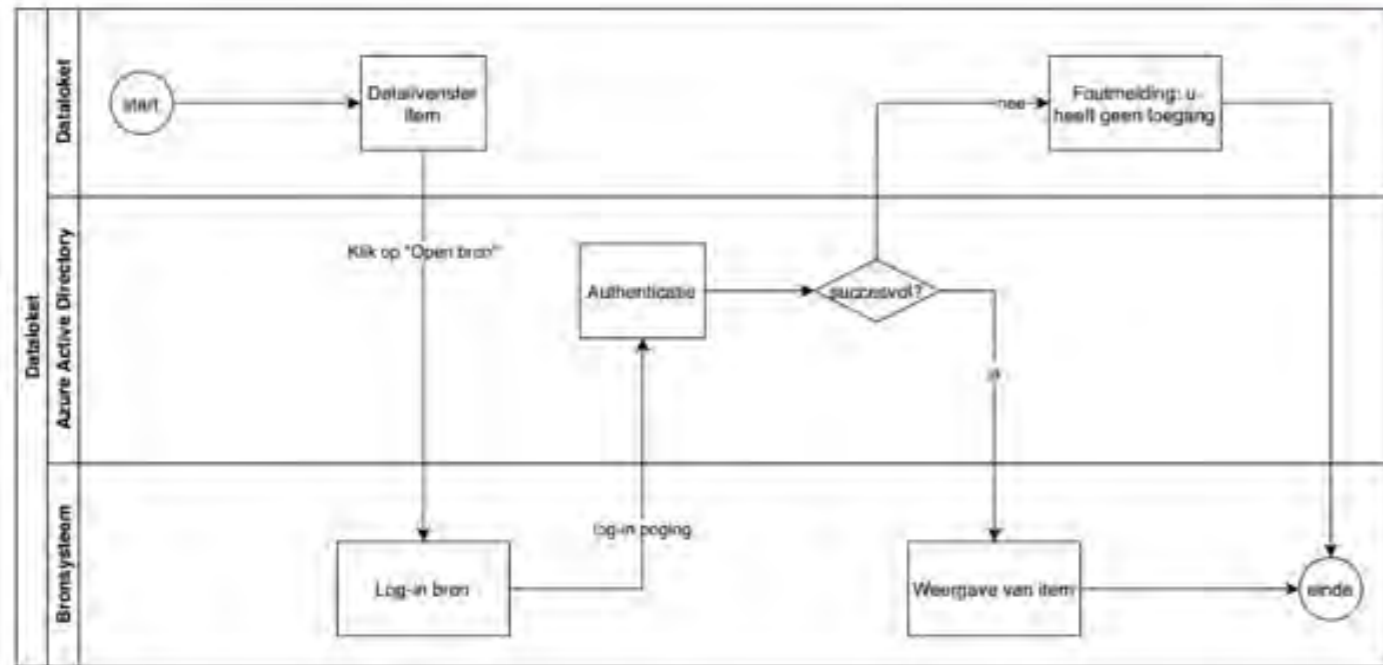 Dataloket
Dataloket
start
Detailvenster
item
nee
Foutmelding: u
heeft geen toegang
Azure Active Directory
Klik op "Open bron"
Authenticatie
succesvol?
ja
Bronsysteem
Log-in bron
log-in poging
Weergave van item
einde